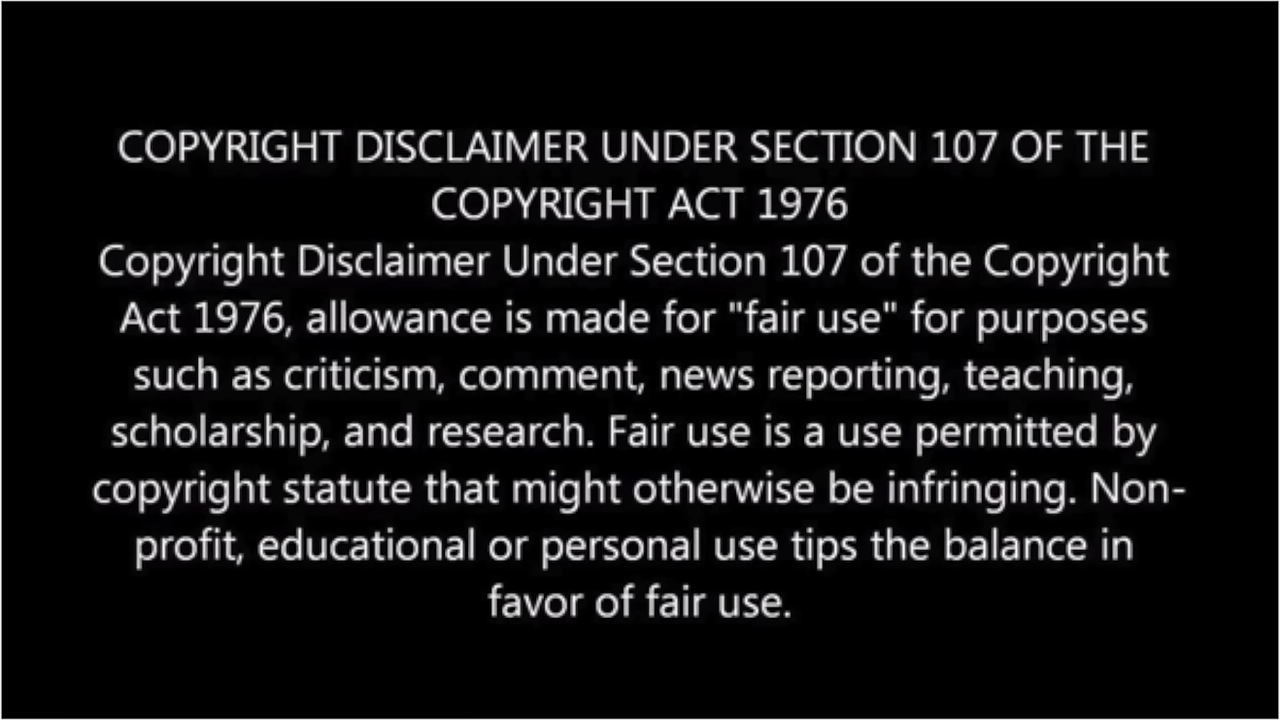 COPYRIGHT DISCLAIMER UNDER SECTION 107 OF THE
COPYRIGHT ACT 1976
Copyright Disclaimer Under Section 107 of the Copyright
Act 1976, allowance is made for "fair use" for purposes
such as criticism, comment, news reporting, teaching,
scholarship, and research. Fair use is a use permitted by
copyright statute that might otherwise be infringing. Non-
profit, educational or personal use tips the balance in
favor of fair use.